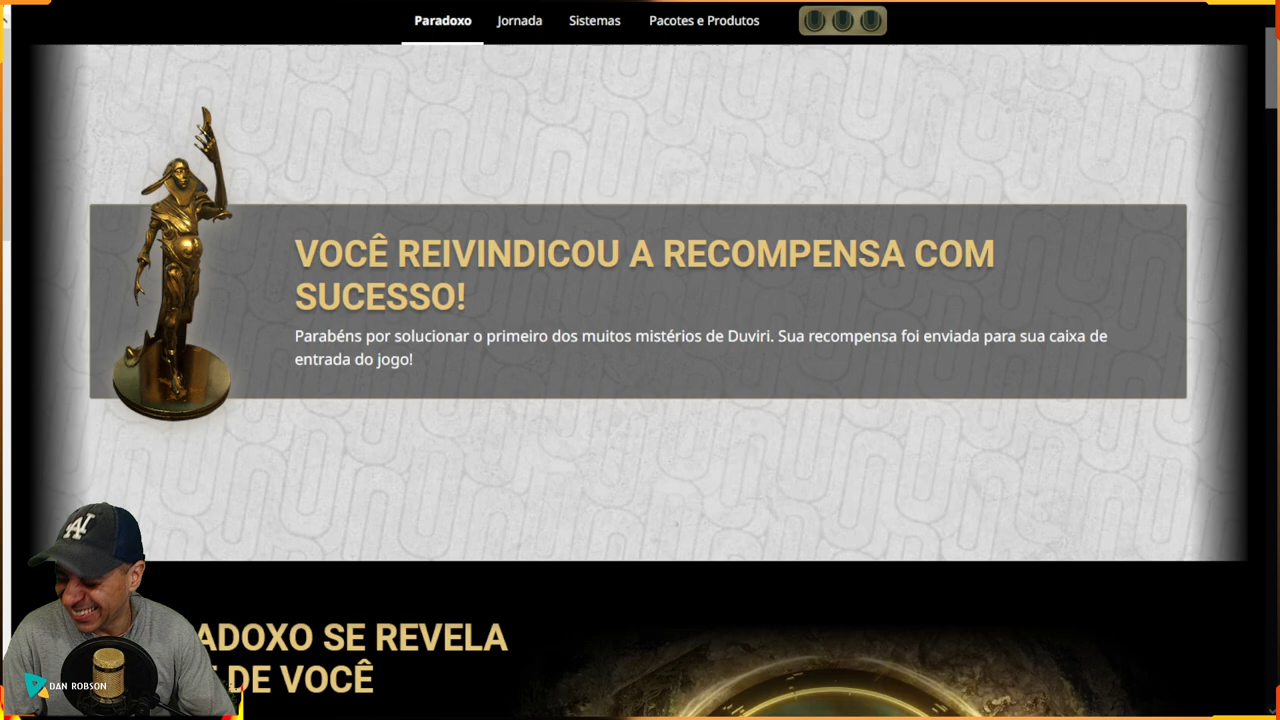 Paradoxo Jornada Sistemas Pacotes e Produtos
VOCÊ REIVINDICOU A RECOMPENSA COM
SUCESSO!
Parabéns por solucionar o primeiro dos muitos mistérios de Duviri. Sua recompensa foi enviada para sua caixa de
entrada do jogo!
ADOXO SE REVELA
DE VOCÊ
DAN ROBSON